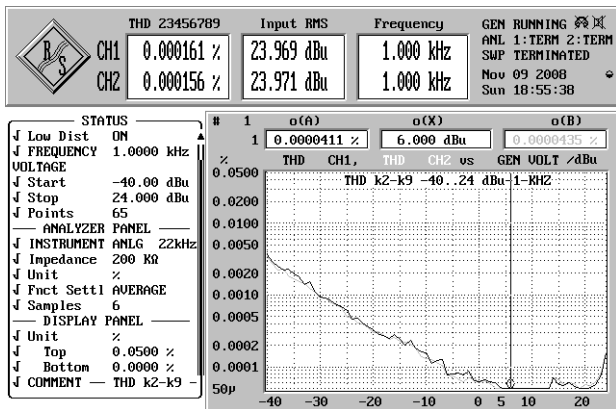 THD 23456789 Input RMS Frequency
R S CH1 0.000161 % 23.969 dBu 1.000 kHz
CH2 0.000156 % 23.971 dBu 1.000 kHz
GEN RUNNING
ANL 1:TERM 2:TERM
SWP TERMINATED
Nov 09 2008
Sun 18:55:38
STATUS
Low Dist ON
FREQUENCY 1.0000 kHz
VOLTAGE
Start -40.00 dBu
Stop 24.000 dBu
Points 65
ANALYZER PANEL
INSTRUMENT ANLG 22kHz
Impedance 200 KΩ
Unit %
Fnct Settl AVERAGE
Samples 6
DISPLAY PANEL
Unit %
Top 0.0500 %
Bottom 0.0000 %
COMMENT — THD k2-k9 -
# 1 o(A) o(X) o(B)
1 0.0000411 % 6.000 dBu 0.0000435 %
% THD CH1, THD CH2 vs GEN VOLT /dBu
THD k2-k9 -40..24 dBu-1-KHZ
0.0500
0.0200
0.0100
0.0050
0.0020
0.0010
0.0005
0.0002
0.0001
50µ
-40 -30 -20 -10 0 5 10 20